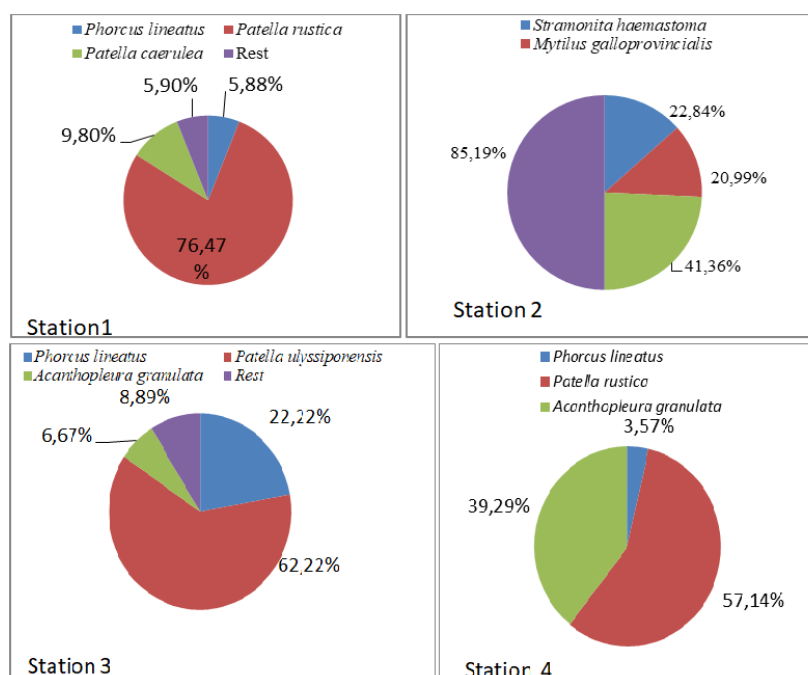 Phorcus lineatus Patella rustica
Patella caerulea Rest
5,90% 5,88%
9,80%
76,47
%
Station1
Stramonita haemastoma
Mytilus galloprovincialis
22,84%
85,19%
20,99%
41,36%
Station 2
Phorcus lineatus Patella ulyssiponensis
Acanthopleura granulata Rest
8,89%
22,22%
6,67%
62,22%
Station 3
Phorcus lineatus
Patella rustica
Acanthopleura granulata
3,57%
39,29%
57,14%
Station 4